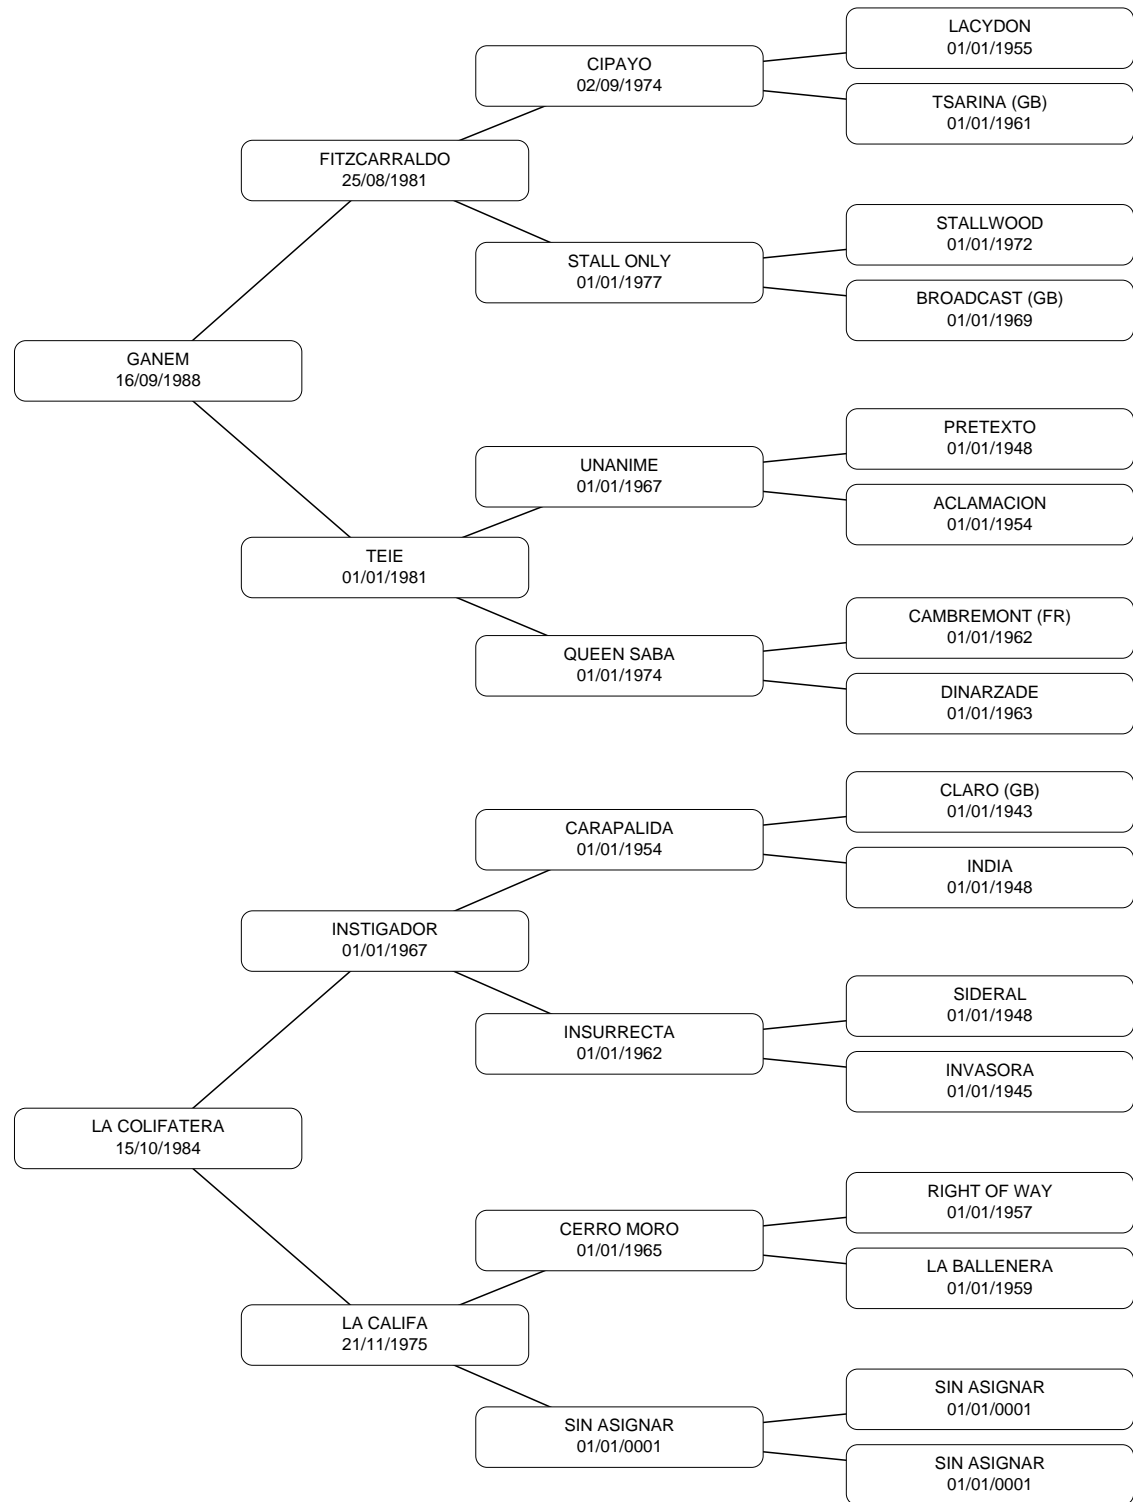 LACYDON
01/01/1955
CIPAYO
02/09/1974
TSARINA (GB)
01/01/1961
FITZCARRALDO
25/08/1981
STALLWOOD
01/01/1972
STALL ONLY
01/01/1977
BROADCAST (GB)
01/01/1969
GANEM
16/09/1988
PRETEXTO
01/01/1948
UNANIME
01/01/1967
ACLAMACION
01/01/1954
TEIE
01/01/1981
CAMBREMONT (FR)
01/01/1962
QUEEN SABA
01/01/1974
DINARZADE
01/01/1963
CLARO (GB)
01/01/1943
CARAPALIDA
01/01/1954
INDIA
01/01/1948
INSTIGADOR
01/01/1967
SIDERAL
01/01/1948
INSURRECTA
01/01/1962
INVASORA
01/01/1945
LA COLIFATERA
15/10/1984
RIGHT OF WAY
01/01/1957
CERRO MORO
01/01/1965
LA BALLENERA
01/01/1959
LA CALIFA
21/11/1975
SIN ASIGNAR
01/01/0001
SIN ASIGNAR
01/01/0001
SIN ASIGNAR
01/01/0001